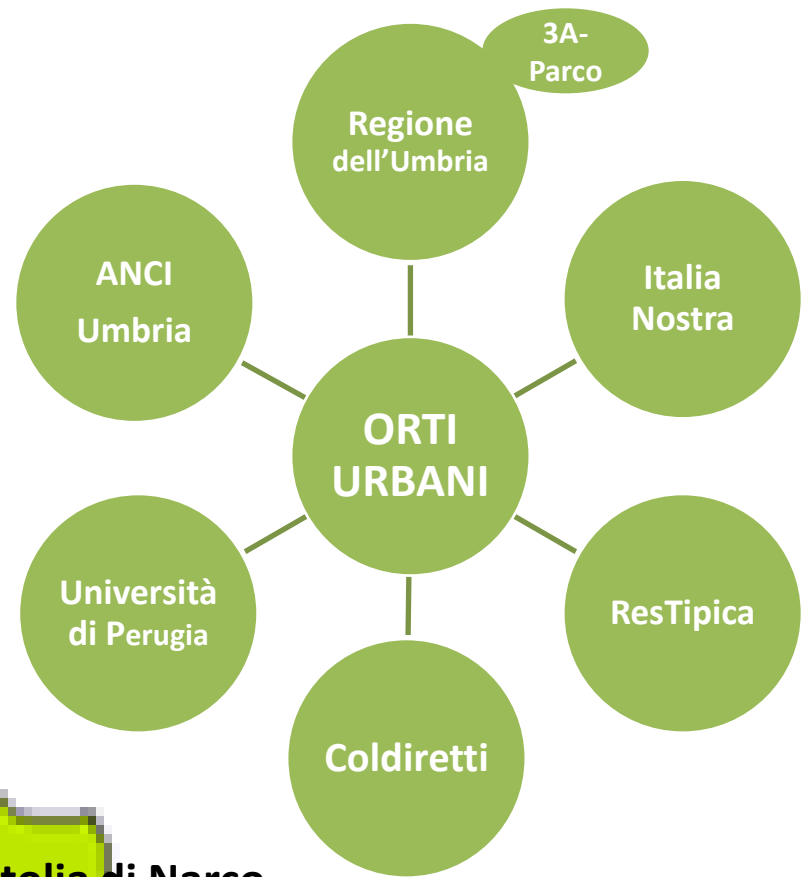 3A-
Parco
Regione
dell'Umbria
ANCI
Umbria
Italia
Nostra
ORTI
URBANI
Università
di Perugia
ResTipica
Coldiretti
di Narco